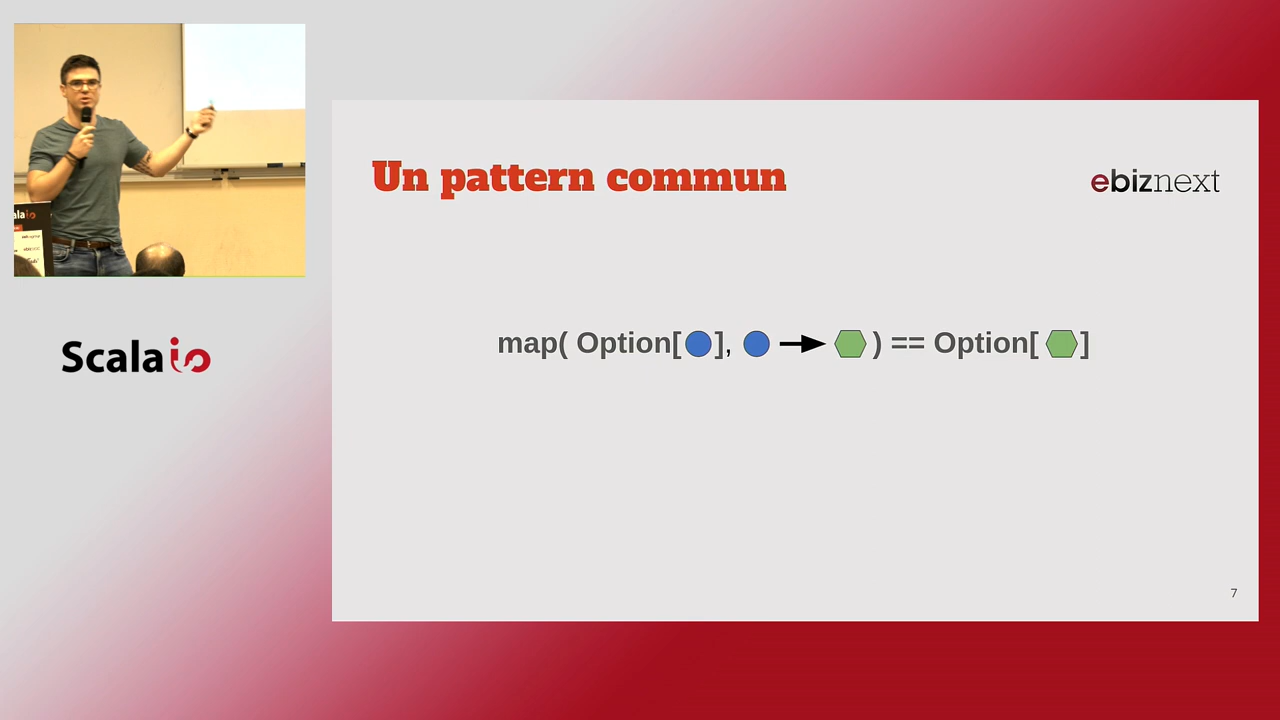 Un pattern commun
ebiznext
map( Option[ ], ) == Option[ ]
Scala io
7